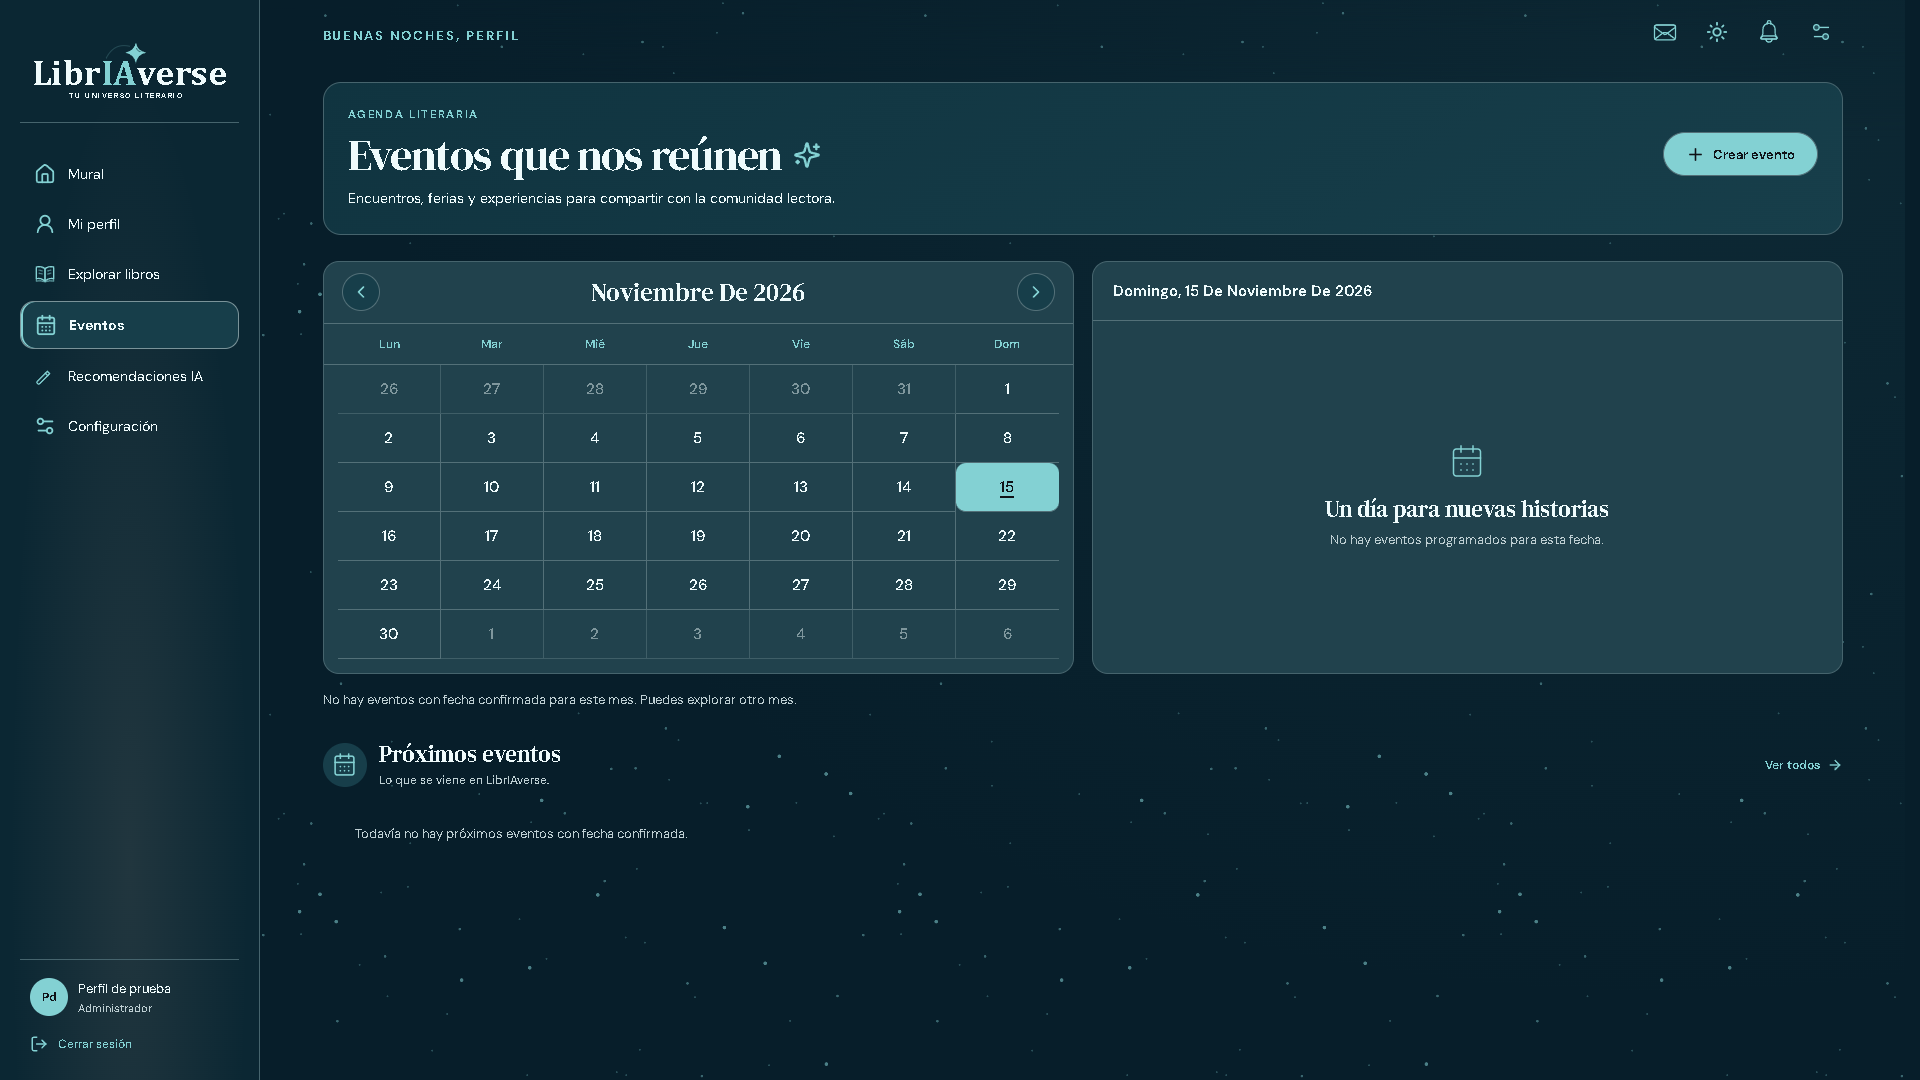 LibrIAverse
TU UNIVERSO LITERARIO
Mural
Mi perfil
Explorar libros
Eventos
Recomendaciones IA
Configuración
Pd
Perfil de prueba
Administrador
Cerrar sesión
BUENAS NOCHES, PERFIL
AGENDA LITERARIA
Eventos que nos reúnen
Encuentros, ferias y experiencias para compartir con la comunidad lectora.
Crear evento
Noviembre De 2026
Lun Mar Mié Jue Vie Sáb Dom
26 27 28 29 30 31 1
2 3 4 5 6 7 8
9 10 11 12 13 14 15
16 17 18 19 20 21 22
23 24 25 26 27 28 29
30 1 2 3 4 5 6
Domingo, 15 De Noviembre De 2026
Un día para nuevas historias
No hay eventos programados para esta fecha.
No hay eventos con fecha confirmada para este mes. Puedes explorar otro mes.
Próximos eventos
Lo que se viene en LibrIAverse.
Ver todos
Todavía no hay próximos eventos con fecha confirmada.